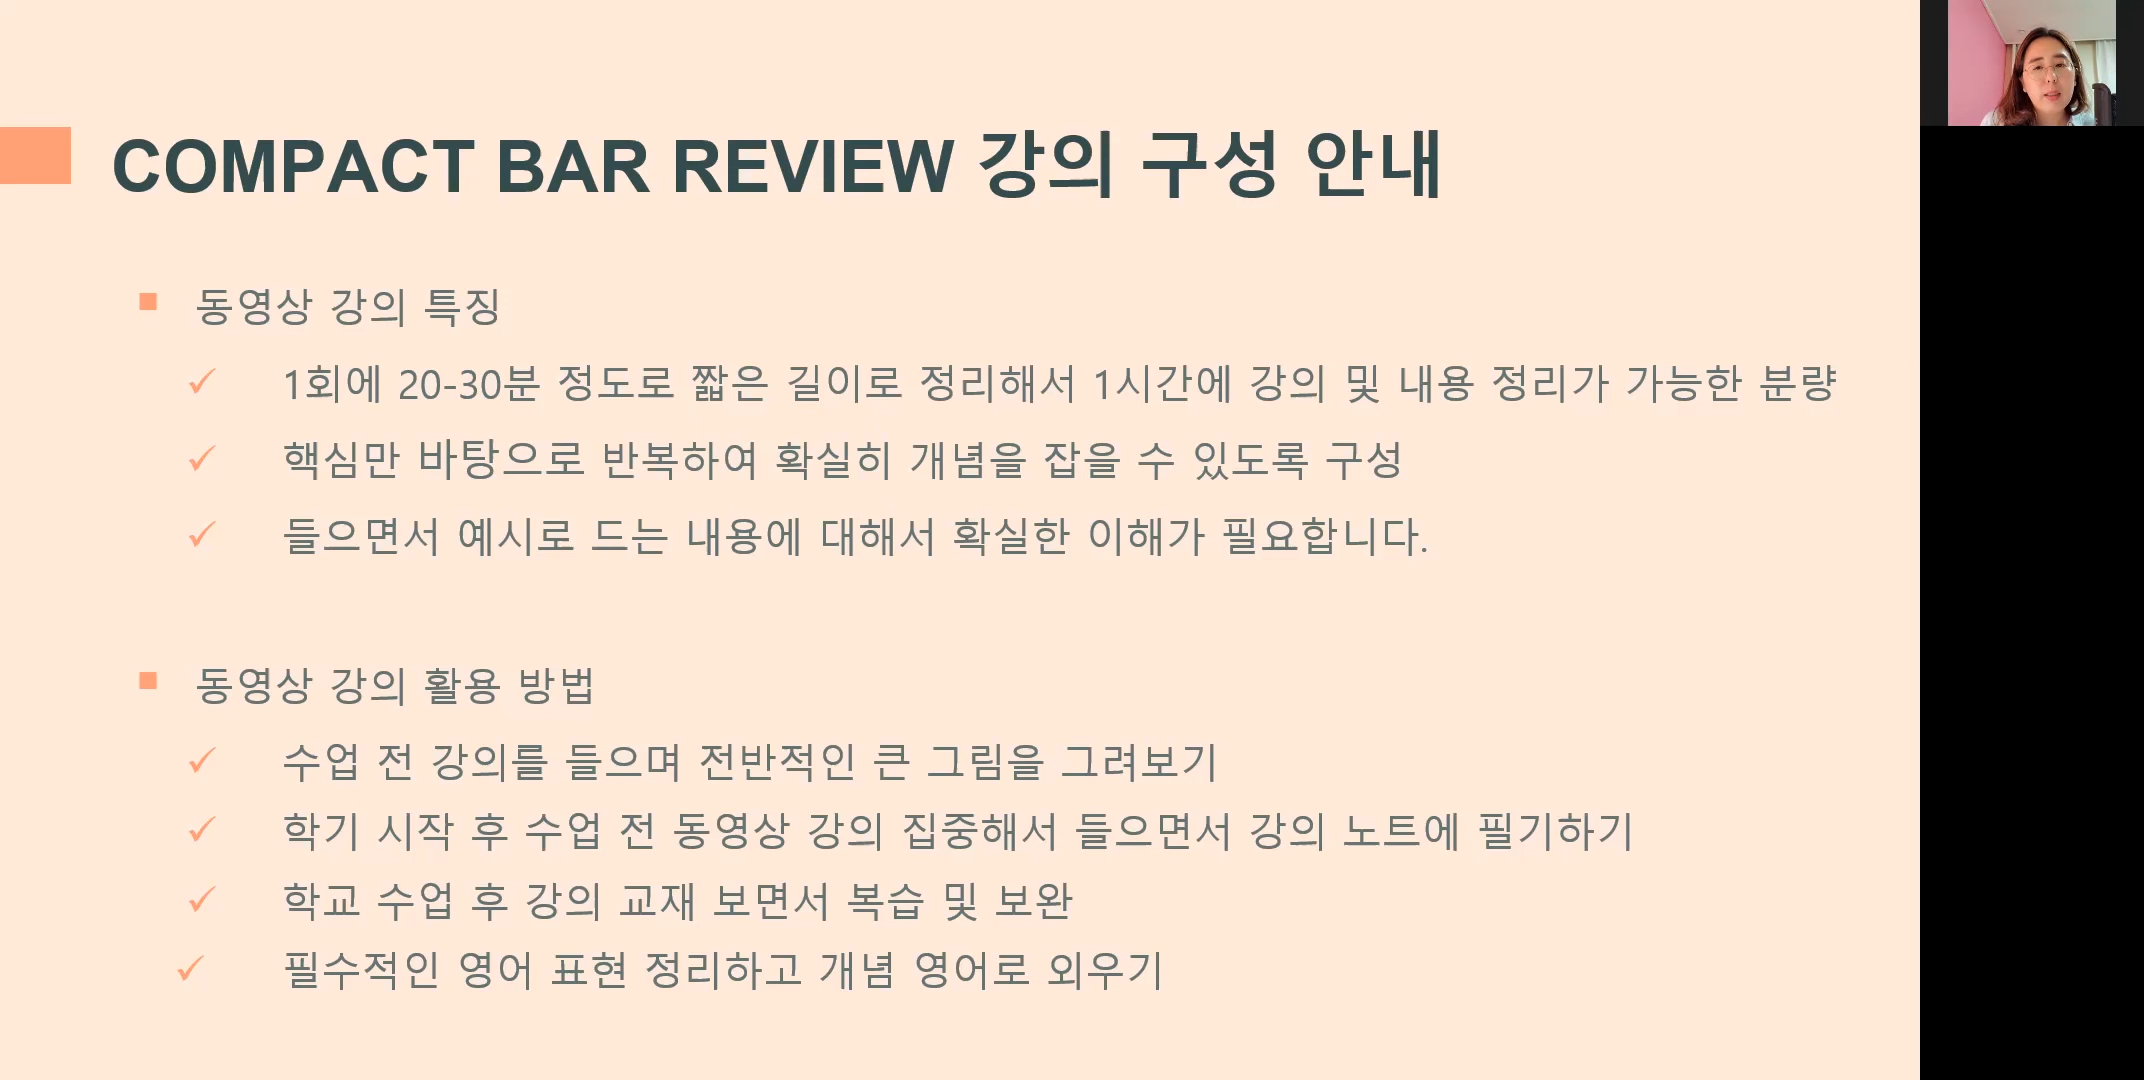 COMPACT BAR REVIEW 강의 구성 안내
동영상 강의 특징
1회에 20-30분 정도로 짧은 길이로 정리해서 1시간에 강의 및 내용 정리가 가능한 분량
핵심만 바탕으로 반복하여 확실히 개념을 잡을 수 있도록 구성
들으면서 예시로 드는 내용에 대해서 확실한 이해가 필요합니다.
동영상 강의 활용 방법
수업 전 강의를 들으며 전반적인 큰 그림을 그려보기
학기 시작 후 수업 전 동영상 강의 집중해서 들으면서 강의 노트에 필기하기
학교 수업 후 강의 교재 보면서 복습 및 보완
필수적인 영어 표현 정리하고 개념 영어로 외우기